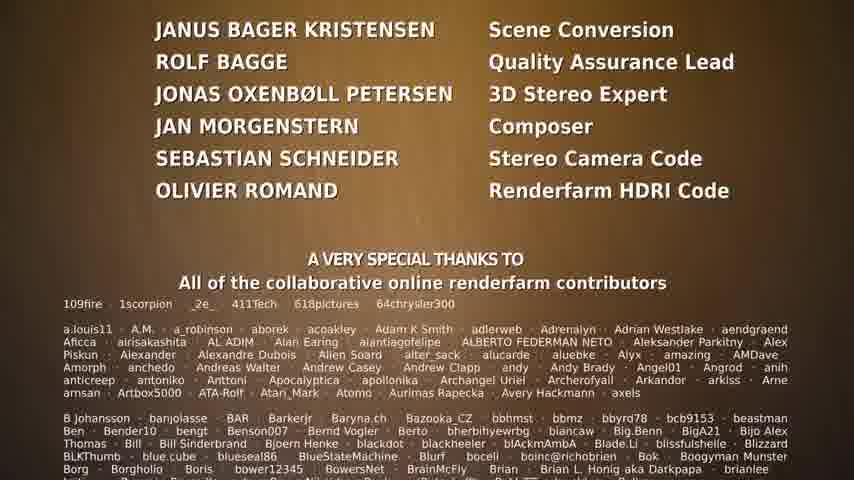 JANUS BAGER KRISTENSEN Scene Conversion
ROLF BAGGE Quality Assurance Lead
JONAS OXENBØLL PETERSEN 3D Stereo Expert
JAN MORGENSTERN Composer
SEBASTIAN SCHNEIDER Stereo Camera Code
OLIVIER ROMAND Renderfarm HDRI Code
A VERY SPECIAL THANKS TO
All of the collaborative online renderfarm contributors
109fire · 1scorpion · _2e_ · 411Tech · 618pictures · 64chrysler300
a.louis11 · A.M. · a_robinson · aborek · acoakley · Adam K Smith · adlerweb · Adrenalyn · Adrian Westlake · aendgraend
Aficca · airisakashita · AL ADIM · Alan Earing · alantiagofelipe · ALBERTO FEDERMAN NETO · Aleksander Parkitny · Alex
Piskun · Alexander · Alexandre Dubois · Alien Soard · alter_sack · alucarde · aluebke · Alyx · amazing · AMDave
Amorph · anchedo · Andreas Walter · Andrew Casey · Andrew Clapp · andy · Andy Brady · Angel01 · Angrod · anih
anticreep · antoniko · Anttoni · Apocalyptica · apollonika · Archangel Uriel · Archerofail · Arkandor · arkiss · Arne
amsan · Artbox5000 · ATA-Rolf · Atari_Mark · Atomo · Aurimas Rapecka · Avery Hackmann · axels
B Johansson · banjolasse · BAR · Barkerjr · Baryna.ch · Bazooka_CZ · bbhmst · bbmz · bbyrd78 · bcb9153 · beastman
Ben · Bender10 · bengt · Benson007 · Bernd Vogler · Berto · bherbihyewrbg · biancaw · Big.Benn · BigA21 · Bijo Alex
Thomas · Bill · Bill Sinderbrand · Bjoern Henke · blackdot · blackheeler · blAckmAmbA · Blade.Li · blissfulshelle · Blizzard
BLKThumb · blue.cube · blueseal86 · BlueStateMachine · Blurf · boceli · boinc@richobrien · Bok · Boogyman Munster
Borg · Borgholio · Boris · bower12345 · BowersNet · BrainMcFly · Brian · Brian L. Honig aka Darkpapa · brianlee